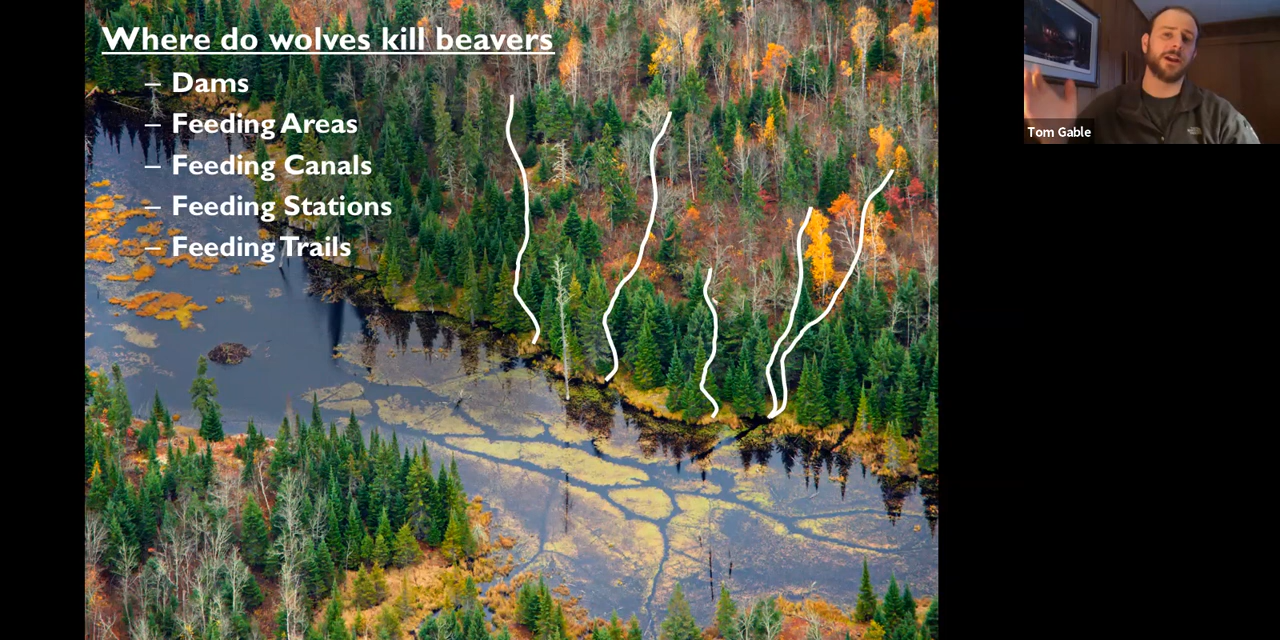 Where do wolves kill beavers
– Dams
– Feeding Areas
– Feeding Canals
– Feeding Stations
– Feeding Trails
Tom Gable